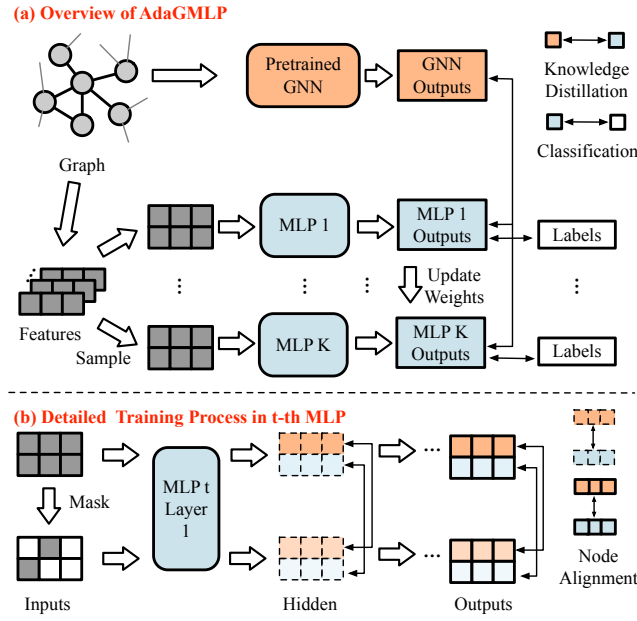 (a) Overview of AdaGMLP
Pretrained
GNN
GNN
Outputs
Knowledge
Distillation
Classification
Graph
MLP 1
MLP 1
Outputs
Labels
Update
Weights
Features
Sample
MLP K
MLP K
Outputs
Labels
(b) Detailed Training Process in t-th MLP
Mask
MLP t
Layer
1
Node
Alignment
Inputs
Hidden
Outputs